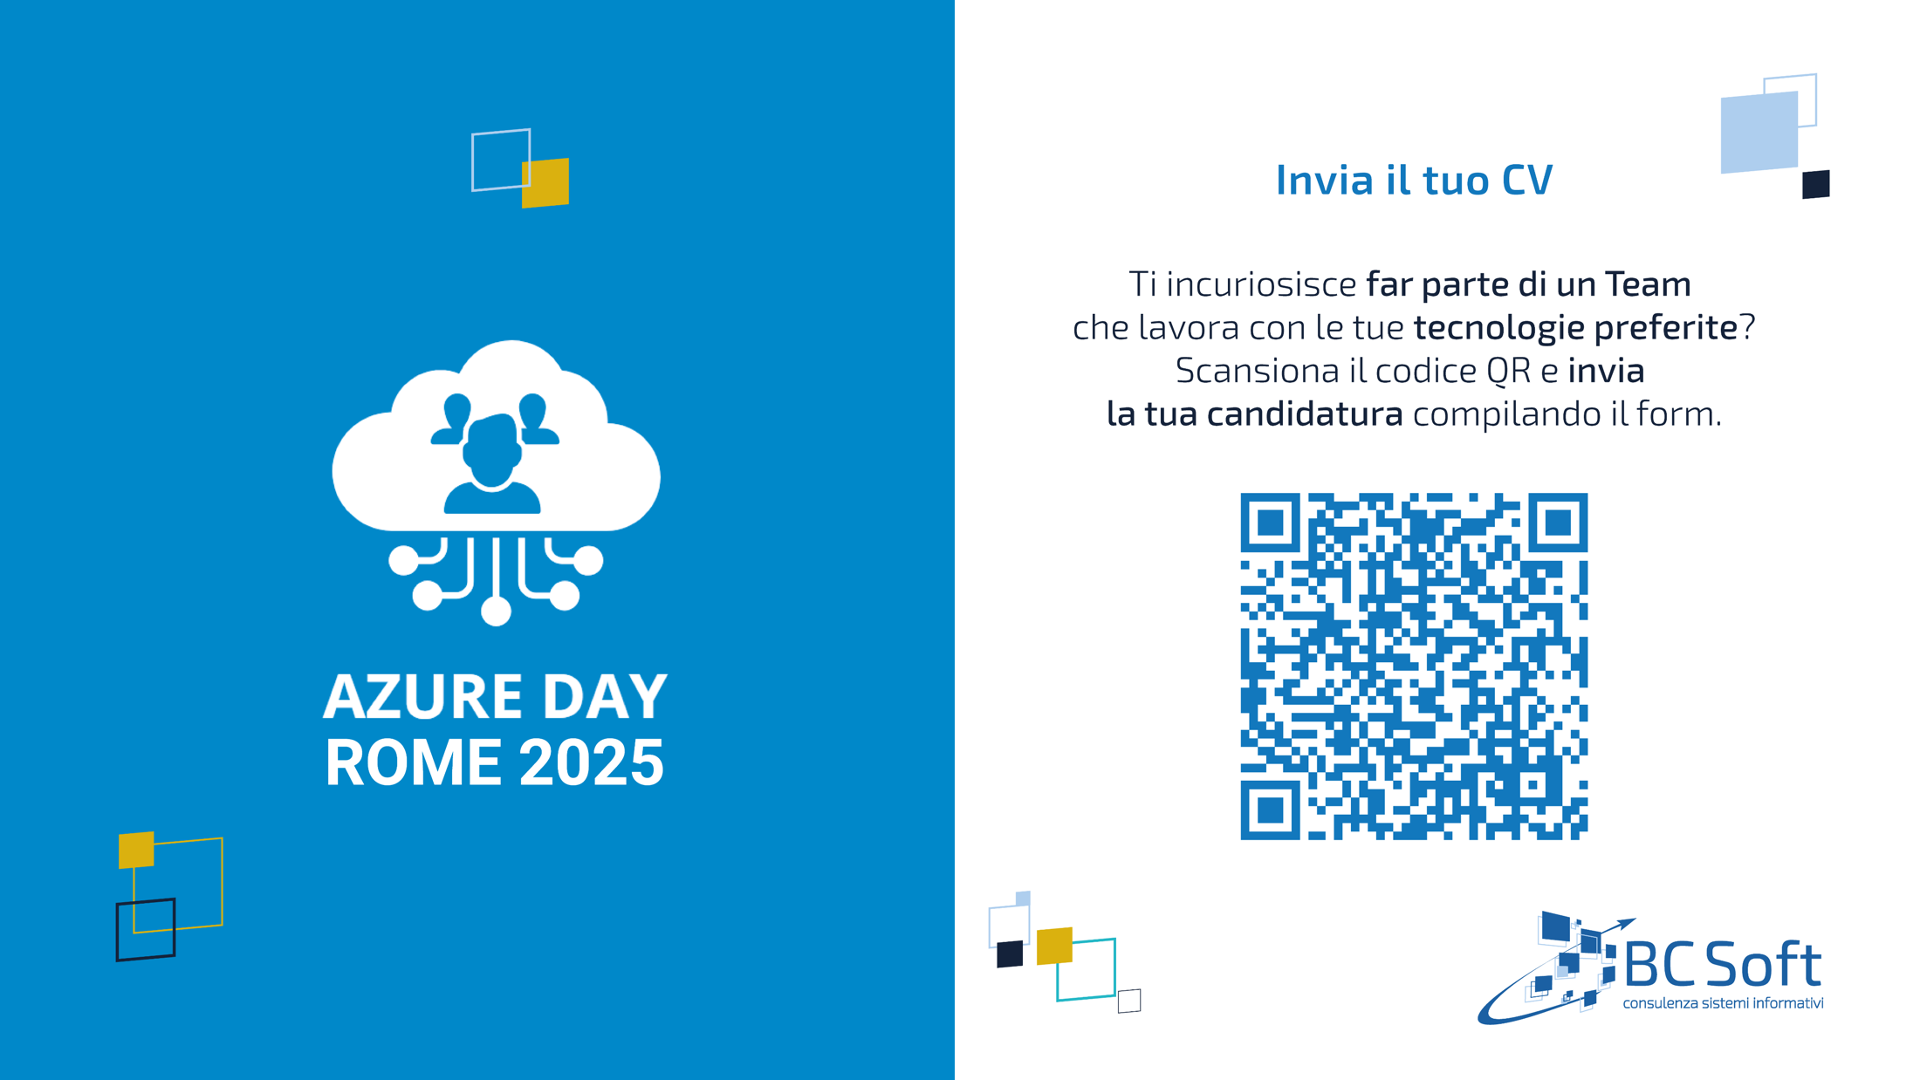 AZURE DAY
ROME 2025
Invia il tuo CV
Ti incuriosisce far parte di un Team
che lavora con le tue tecnologie preferite?
Scansiona il codice QR e invia
la tua candidatura compilando il form.
BC Soft
consulenza sistemi informativi